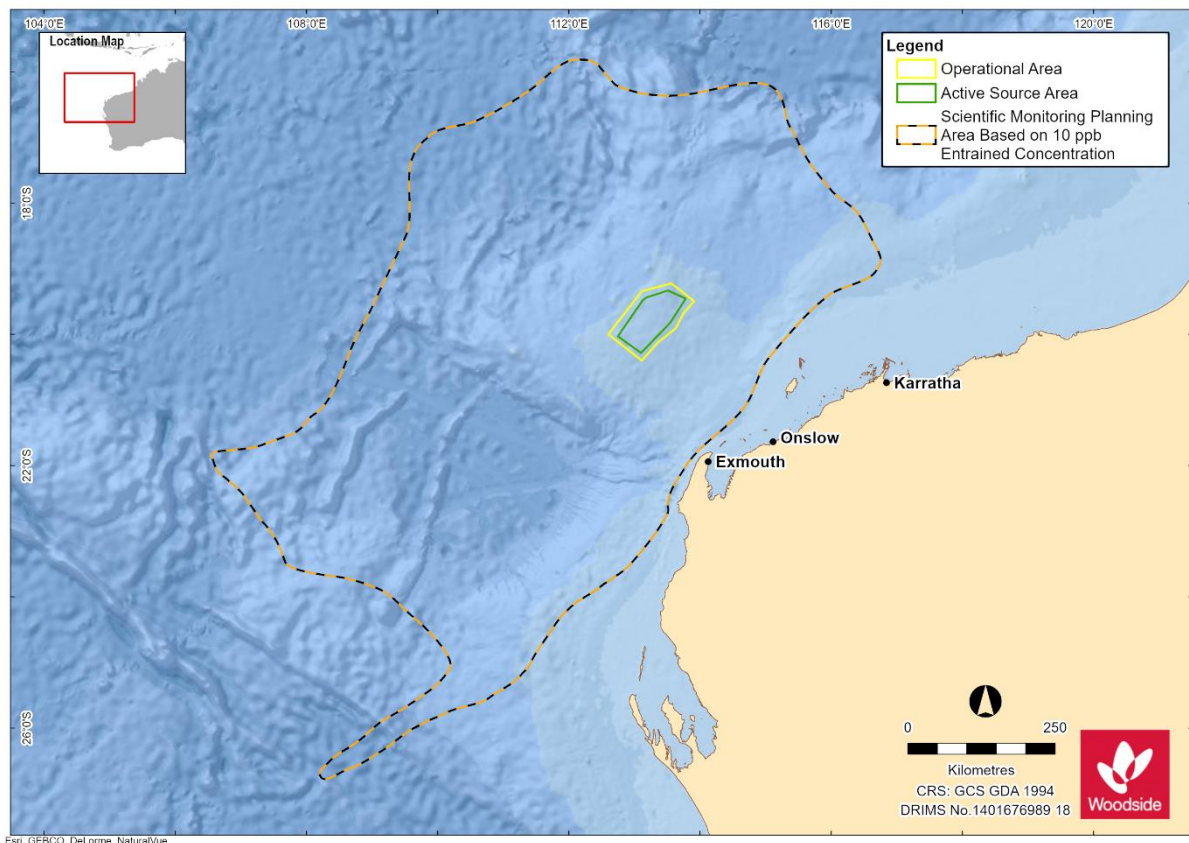 104°0'E 108°0'E 112°0'E 116°0'E 120°0'E
Location Map
Legend
Operational Area
Active Source Area
Scientific Monitoring Planning
Area Based on 10 ppb
Entrained Concentration
18°0'S
22°0'S
26°0'S
Karratha
Onslow
Exmouth
0 250
Kilometres
CRS: GCS GDA 1994
DRIMS No.1401676989 18
Woodside
Esri, GEBCO, DeLorme, NaturalVue